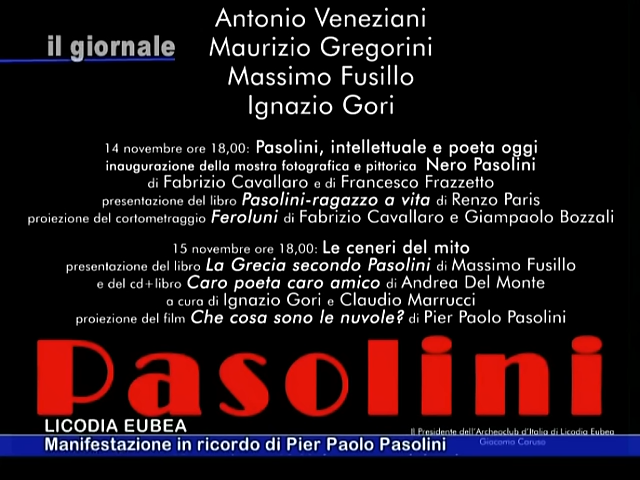 Antonio Veneziani
il giornale
Maurizio Gregorini
Massimo Fusillo
Ignazio Gori
14 novembre ore 18,00: Pasolini, intellettuale e poeta oggi
inaugurazione della mostra fotografica e pittorica Nero Pasolini
di Fabrizio Cavallaro e di Francesco Frazzetto
presentazione del libro Pasolini-ragazzo a vita di Renzo Paris
proiezione del cortometraggio Feroluni di Fabrizio Cavallaro e Giampaolo Bozzali
15 novembre ore 18,00: Le ceneri del mito
presentazione del libro La Grecia secondo Pasolini di Massimo Fusillo
e del cd+libro Caro poeta caro amico di Andrea Del Monte
a cura di Ignazio Gori e Claudio Marrucci
proiezione del film Che cosa sono le nuvole? di Pier Paolo Pasolini
Pasolini
LICODIA EUBEA
Il Presidente dell'Archeoclub d'Italia di Licodia Eubea
Manifestazione in ricordo di Pier Paolo Pasolini
Giacomo Caruso